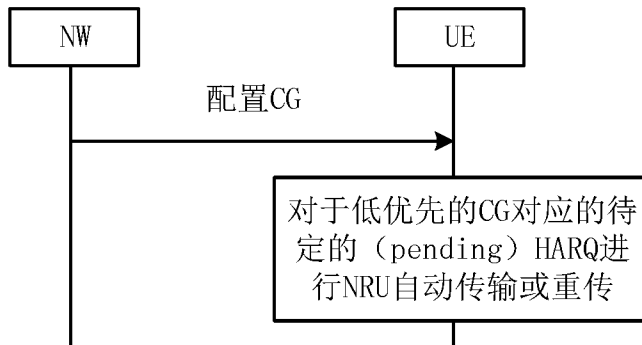 NW
UE
配置CG
对于低优先的CG对应的待
定的（pending）HARQ进
行NRU自动传输或重传